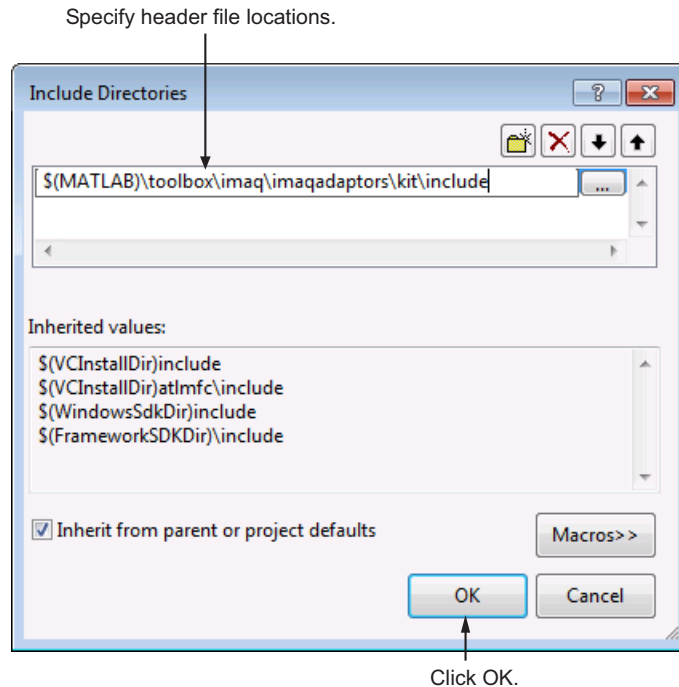 Specify header file locations.
Include Directories
$(MATLAB)\toolbox\imaq\imaqadaptors\kit\include
...
Inherited values:
$(VCInstallDir)include
$(VCInstallDir)atlmfc\include
$(WindowsSdkDir)include
$(FrameworkSDKDir)\include
Inherit from parent or project defaults
Macros>>
OK
Cancel
Click OK.